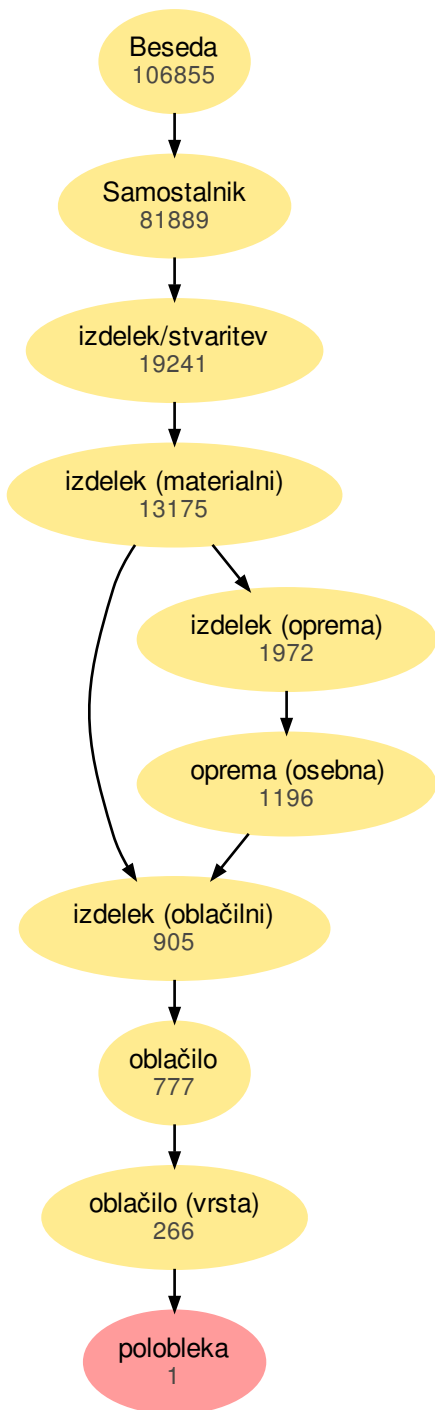 Beseda
106855
Samostalnik
81889
izdelek/stvaritev
19241
izdelek (materialni)
13175
izdelek (oprema)
1972
oprema (osebna)
1196
izdelek (oblačilni)
905
oblačilo
777
oblačilo (vrsta)
266
polobleka
1